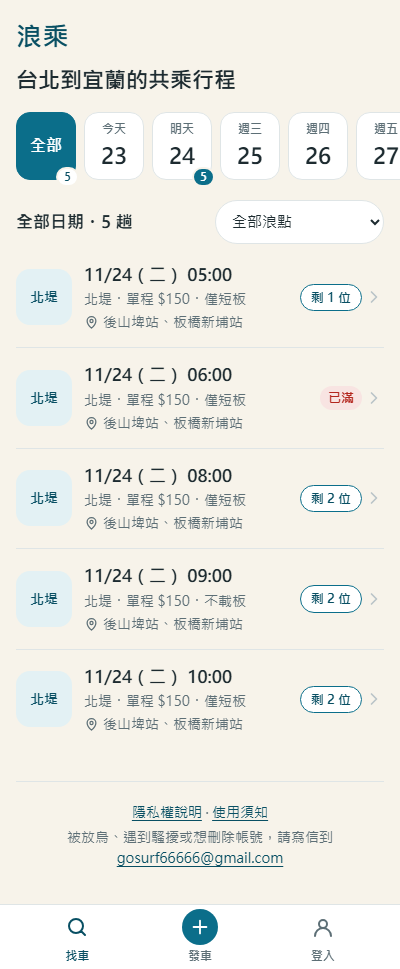 浪乘
台北到宜蘭的共乘行程
全部
5
今天
23
明天
24
5
週三
25
週四
26
週五
27
全部日期・5 趟
全部浪點
北堤
11/24 ( 二 ) 05:00
北堤・單程 $150・僅短板
後山埤站、板橋新埔站
剩 1 位
北堤
11/24 ( 二 ) 06:00
北堤・單程 $150・僅短板
後山埤站、板橋新埔站
已滿
北堤
11/24 ( 二 ) 08:00
北堤・單程 $150・僅短板
後山埤站、板橋新埔站
剩 2 位
北堤
11/24 ( 二 ) 09:00
北堤・單程 $150・不載板
後山埤站、板橋新埔站
剩 2 位
北堤
11/24 ( 二 ) 10:00
北堤・單程 $150・僅短板
後山埤站、板橋新埔站
剩 2 位
隱私權說明 · 使用須知
被放鳥、遇到騷擾或想刪除帳號，請寫信到
gosurf66666@gmail.com
找車
發車
登入